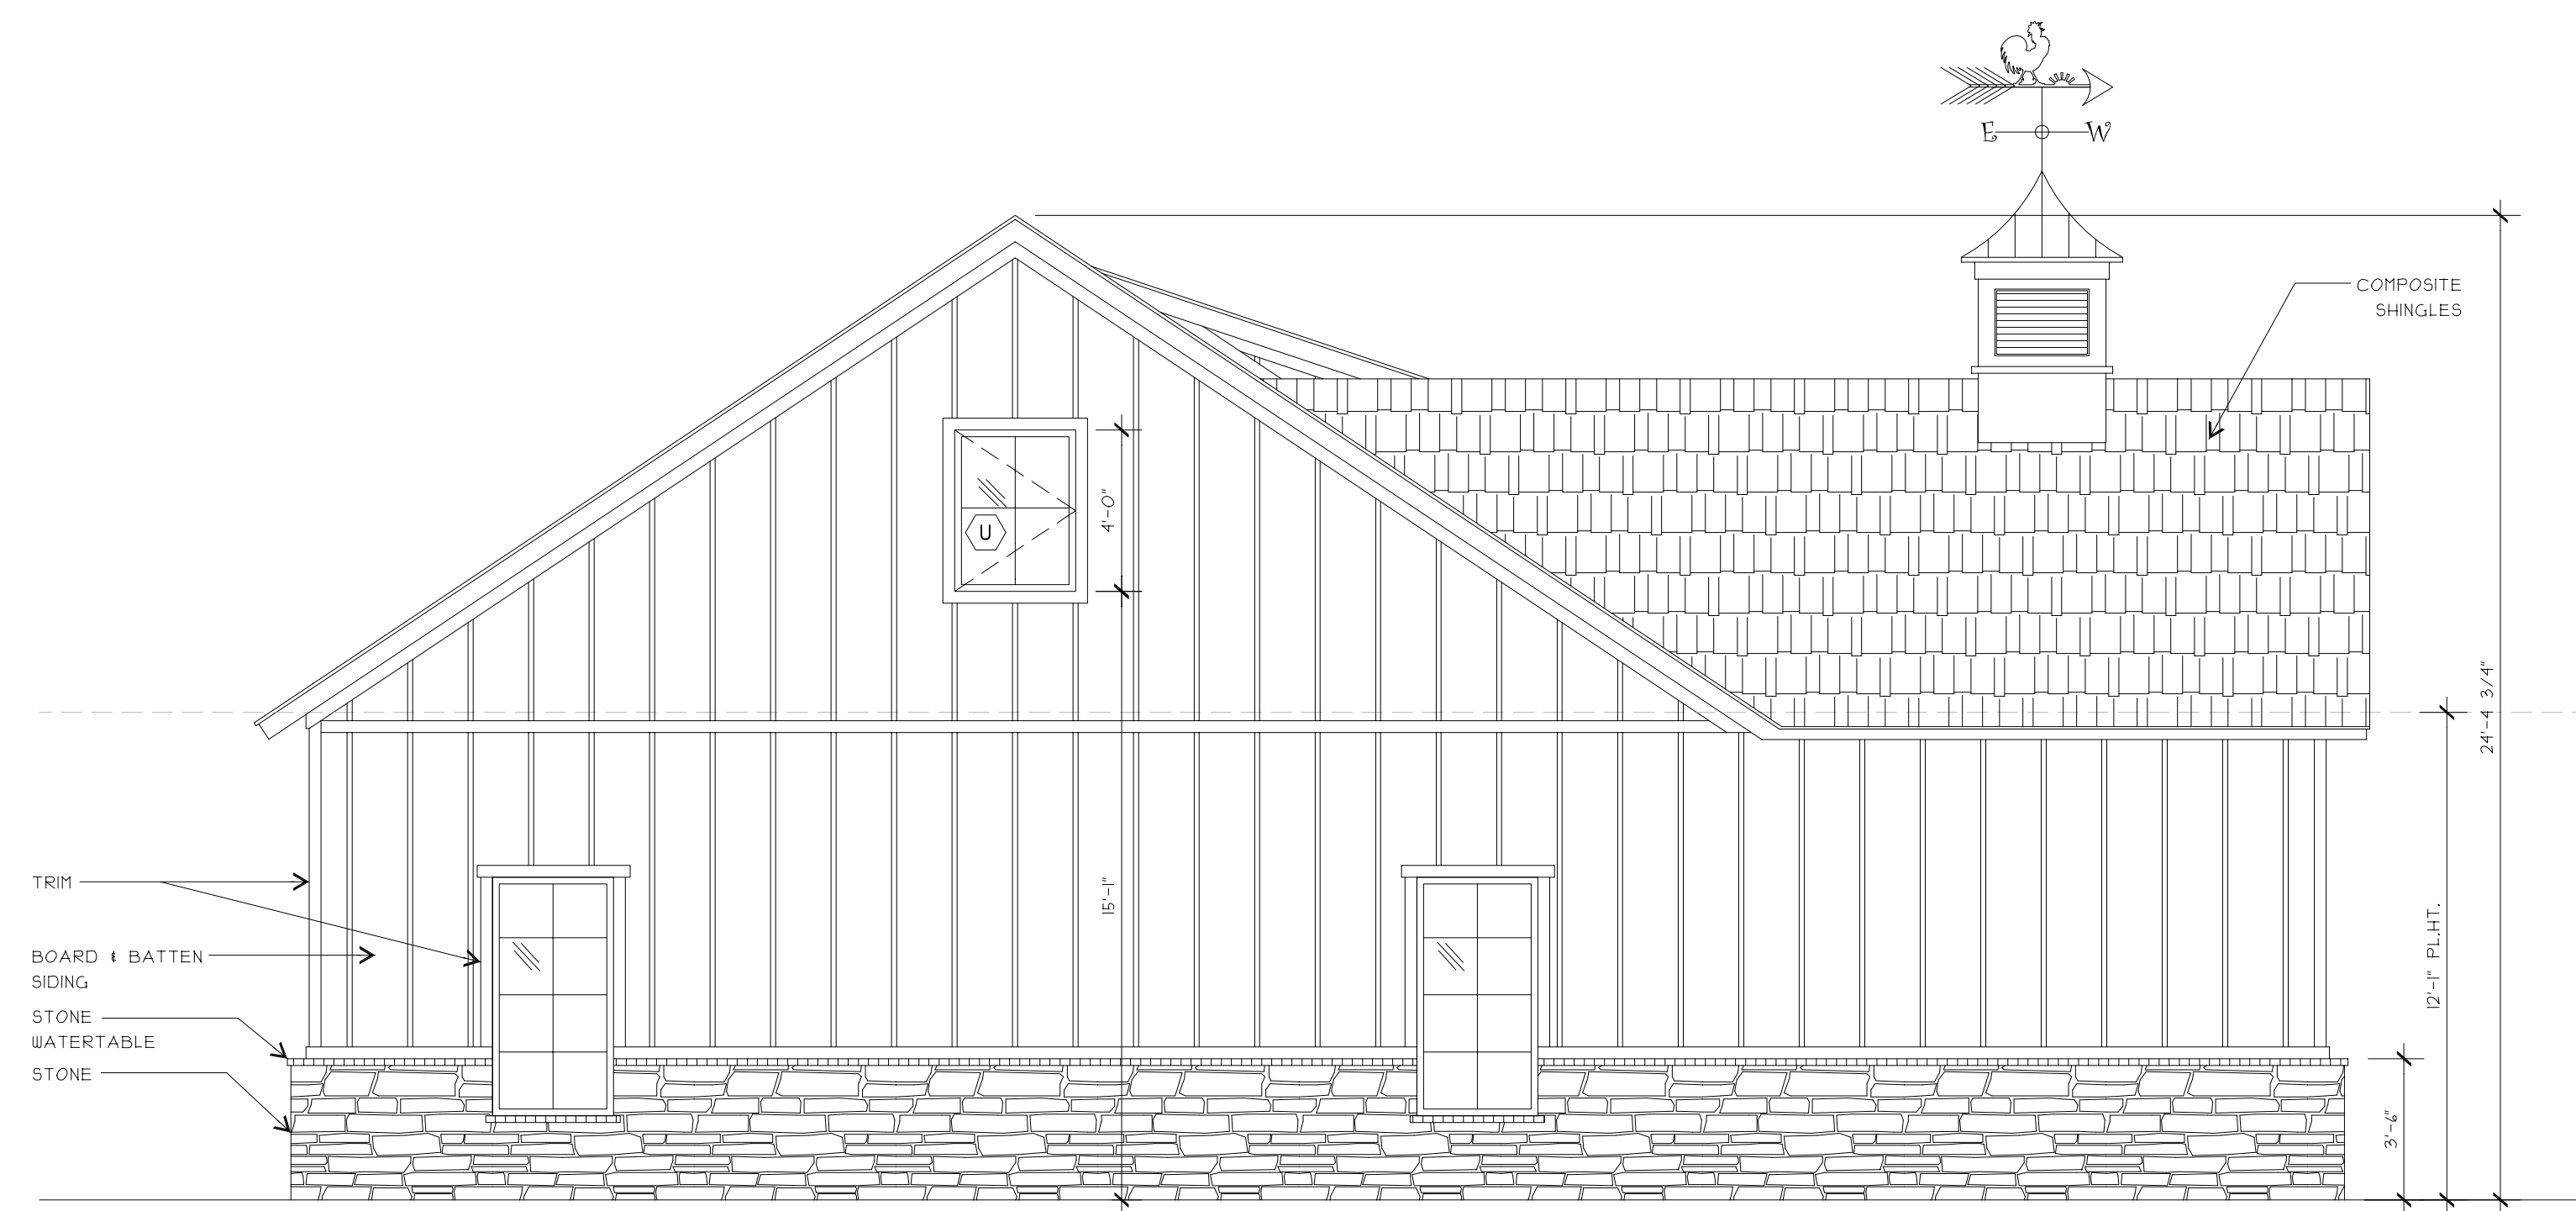 E W
COMPOSITE
SHINGLES
4'-0"
U
24'-4 3/4"
TRIM
15'-1"
12'-1" PL.HT.
BOARD & BATTEN
SIDING
STONE
WATERTABLE
STONE
3'-6"